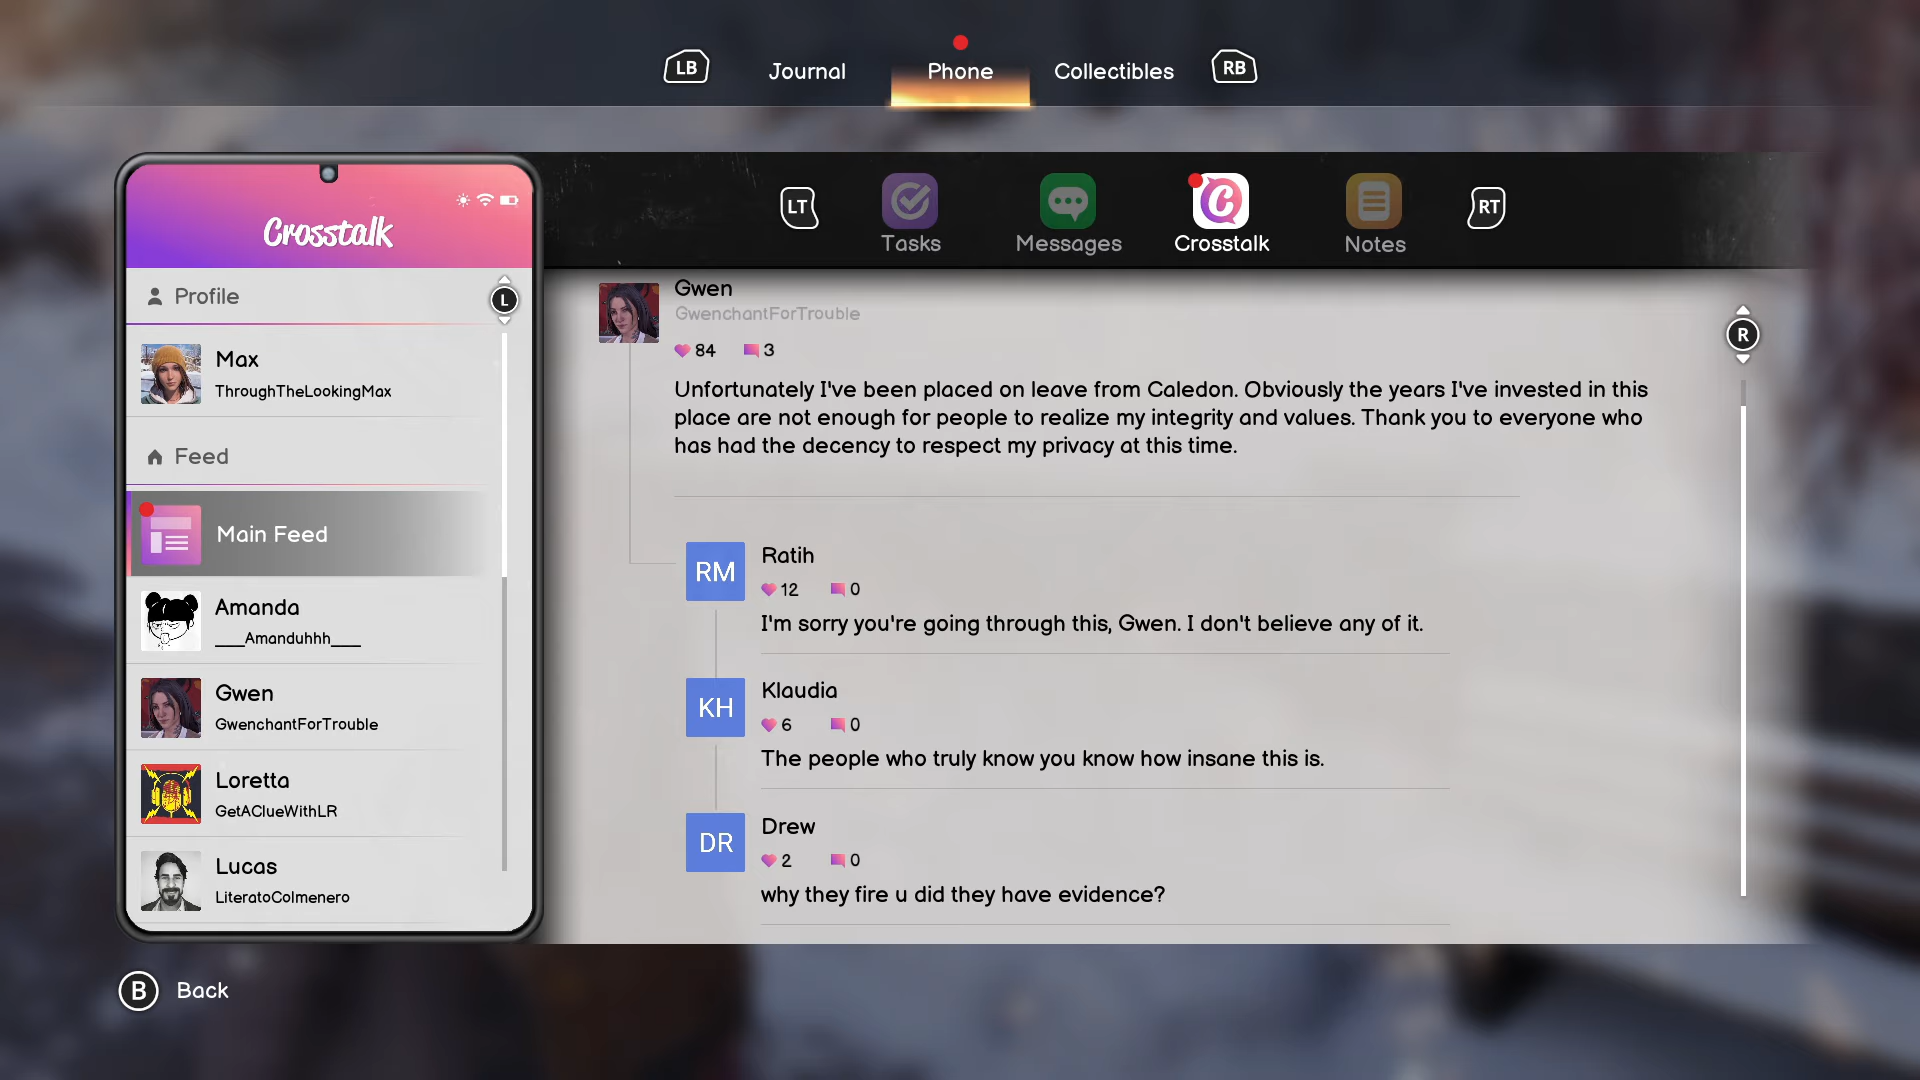 LB
Journal
Phone
Collectibles
RB
Crosstalk
Profile
L
Max
ThroughTheLookingMax
Feed
Main Feed
Amanda
___Amanduhhh___
Gwen
GwenchantForTrouble
Loretta
GetAClueWithLR
Lucas
LiteratoColmenero
LT
Tasks
Messages
C
Crosstalk
Notes
RT
Gwen
GwenchantForTrouble
84 3
R
Unfortunately I've been placed on leave from Caledon. Obviously the years I've invested in this
place are not enough for people to realize my integrity and values. Thank you to everyone who
has had the decency to respect my privacy at this time.
RM
Ratih
12 0
I'm sorry you're going through this, Gwen. I don't believe any of it.
KH
Klaudia
6 0
The people who truly know you know how insane this is.
DR
Drew
2 0
why they fire u did they have evidence?
B Back